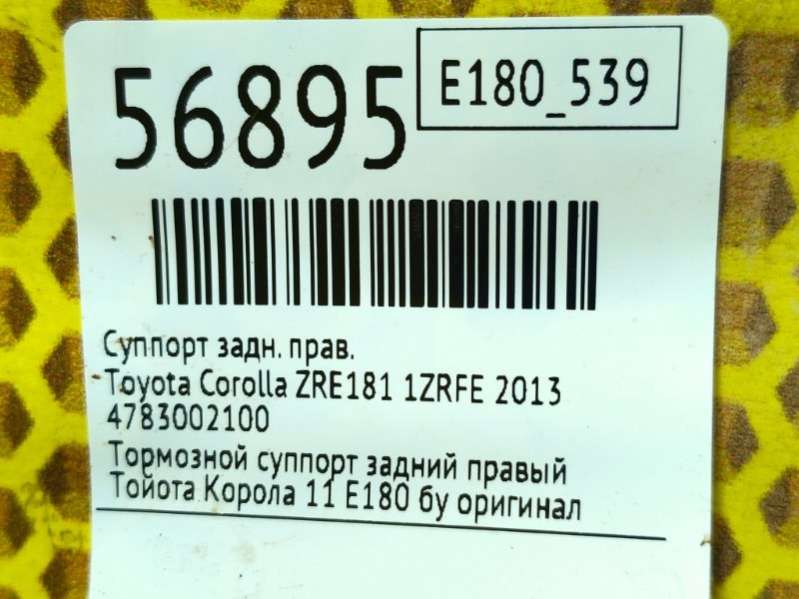 56895
E180_539
Суппорт задн. прав.
Toyota Corolla ZRE181 1ZRFE 2013
4783002100
Тормозной суппорт задний правый
Тойота Корола 11 Е180 бу оригинал